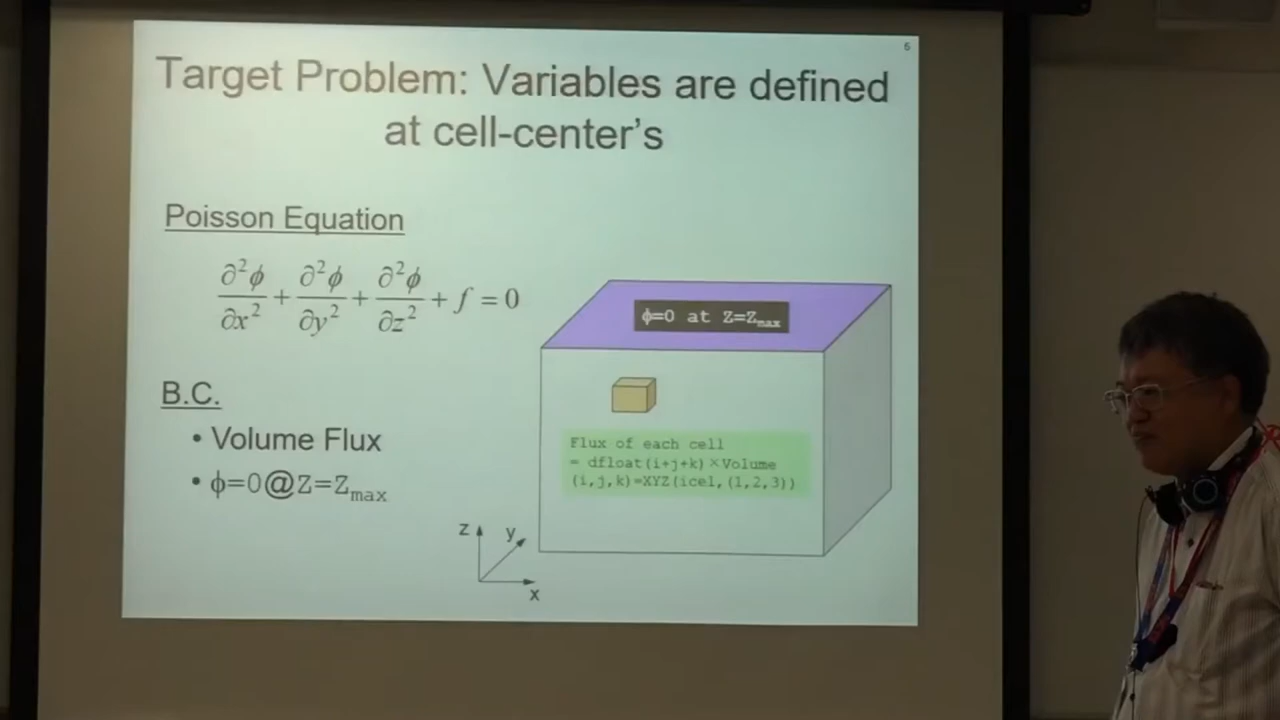 6
Target Problem: Variables are defined
at cell-center's
Poisson Equation
∂²ϕ/∂x² + ∂²ϕ/∂y² + ∂²ϕ/∂z² + f = 0
B.C.
• Volume Flux
• ϕ=0@Z=Zmax
ϕ=0 at Z=Zmax
Flux of each cell
= dfloat(i+j+k)×Volume
(i,j,k)=XYZ(icel,(1,2,3))
z
y
x